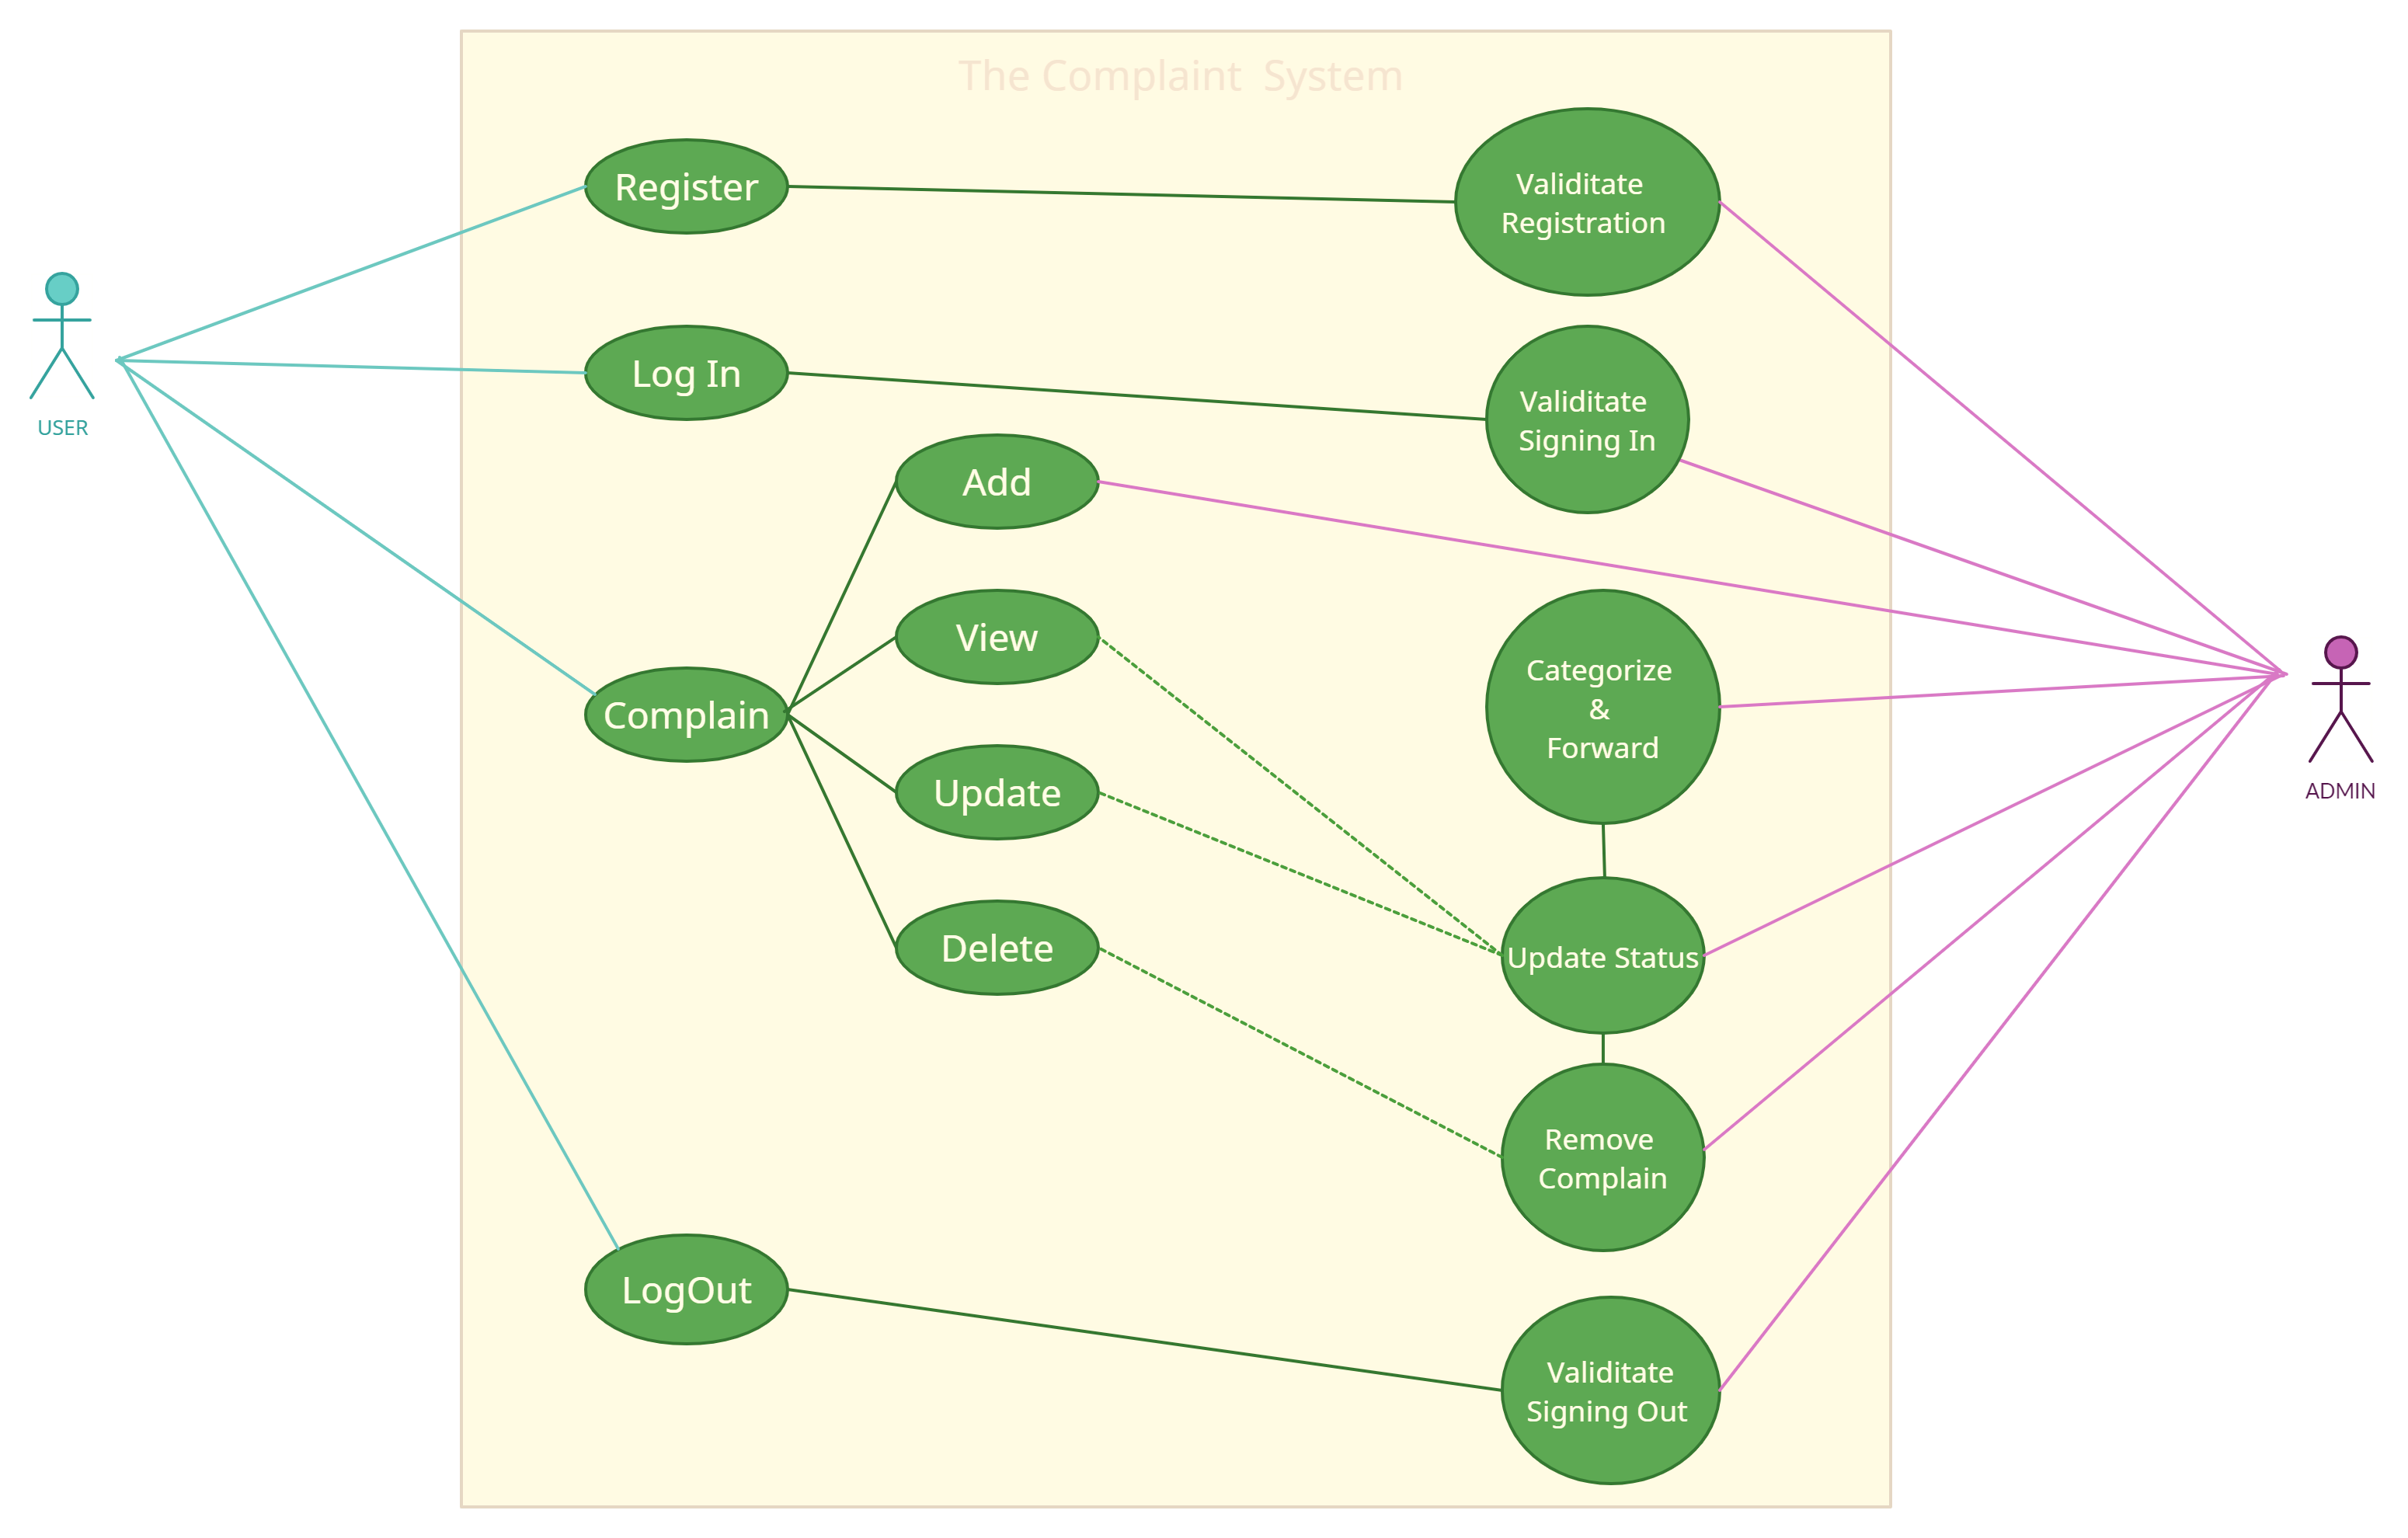 The Complaint  System
Register
Validitate
Registration
USER
Log In
Validitate
Signing In
Add
View
Categorize
&
Forward
Complain
Update
ADMIN
Delete
Update Status
Remove
Complain
LogOut
Validitate
Signing Out